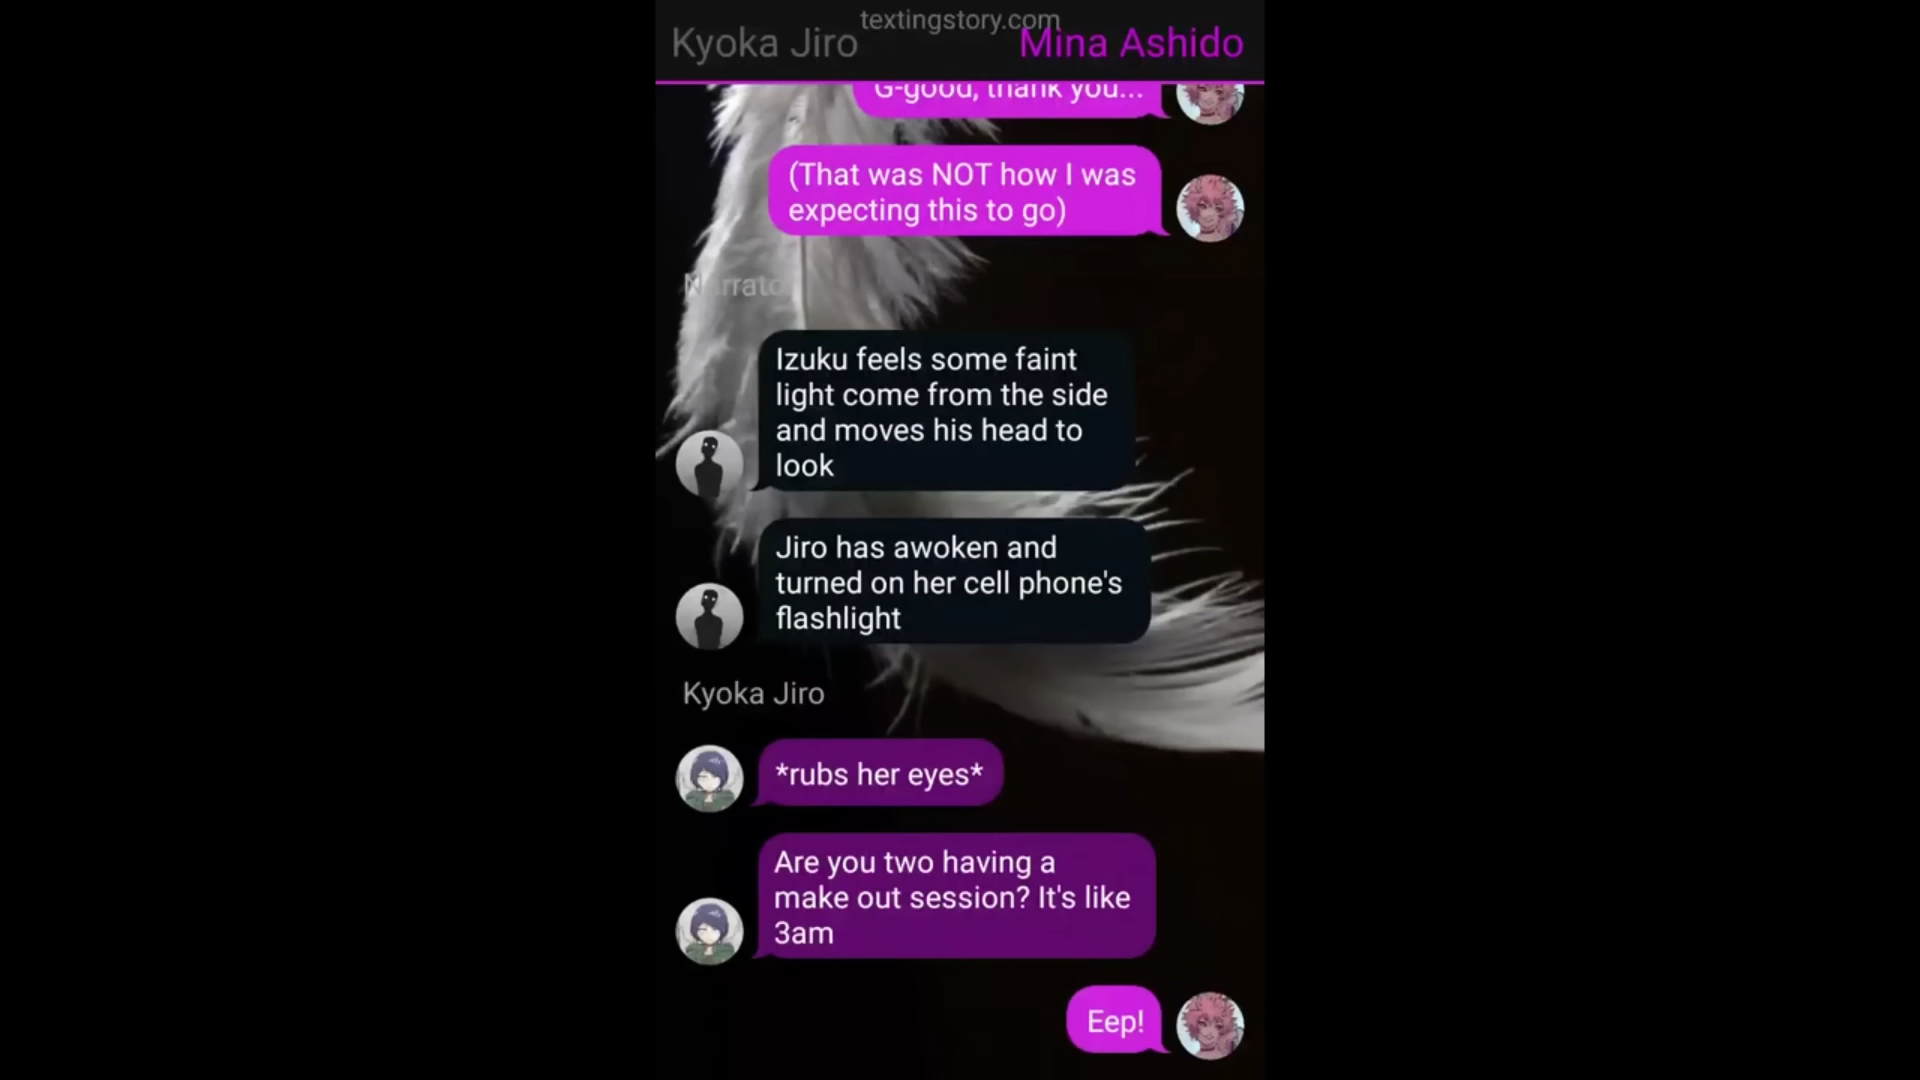 textingstory.com
Kyoka Jiro
Mina Ashido
G-good, thank you...
(That was NOT how I was
expecting this to go)
Narrator
Izuku feels some faint
light come from the side
and moves his head to
look
Jiro has awoken and
turned on her cell phone's
flashlight
Kyoka Jiro
*rubs her eyes*
Are you two having a
make out session? It's like
3am
Eep!